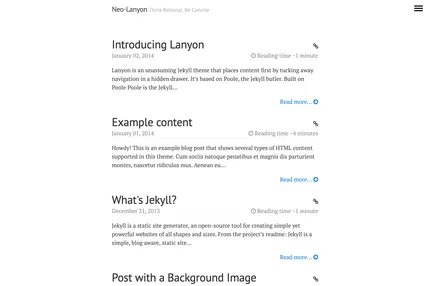 Neo-Lanyon Think Rational, Be Concise
Introducing Lanyon
January 02, 2014 Reading time ~1 minute
Lanyon is an unassuming Jekyll theme that places content first by tucking away
navigation in a hidden drawer. It's based on Poole, the Jekyll butler. Built on
Poole Poole is the Jekyll...
Read more...
Example content
January 01, 2014 Reading time ~4 minutes
Howdy! This is an example blog post that shows several types of HTML content
supported in this theme. Cum sociis natoque penatibus et magnis dis parturient
montes, nascetur ridiculus mus. Aenean eu...
Read more...
What's Jekyll?
December 31, 2013 Reading time ~1 minute
Jekyll is a static site generator, an open-source tool for creating simple yet
powerful websites of all shapes and sizes. From the project's readme: Jekyll is a
simple, blog aware, static site...
Read more...
Post with a Background Image